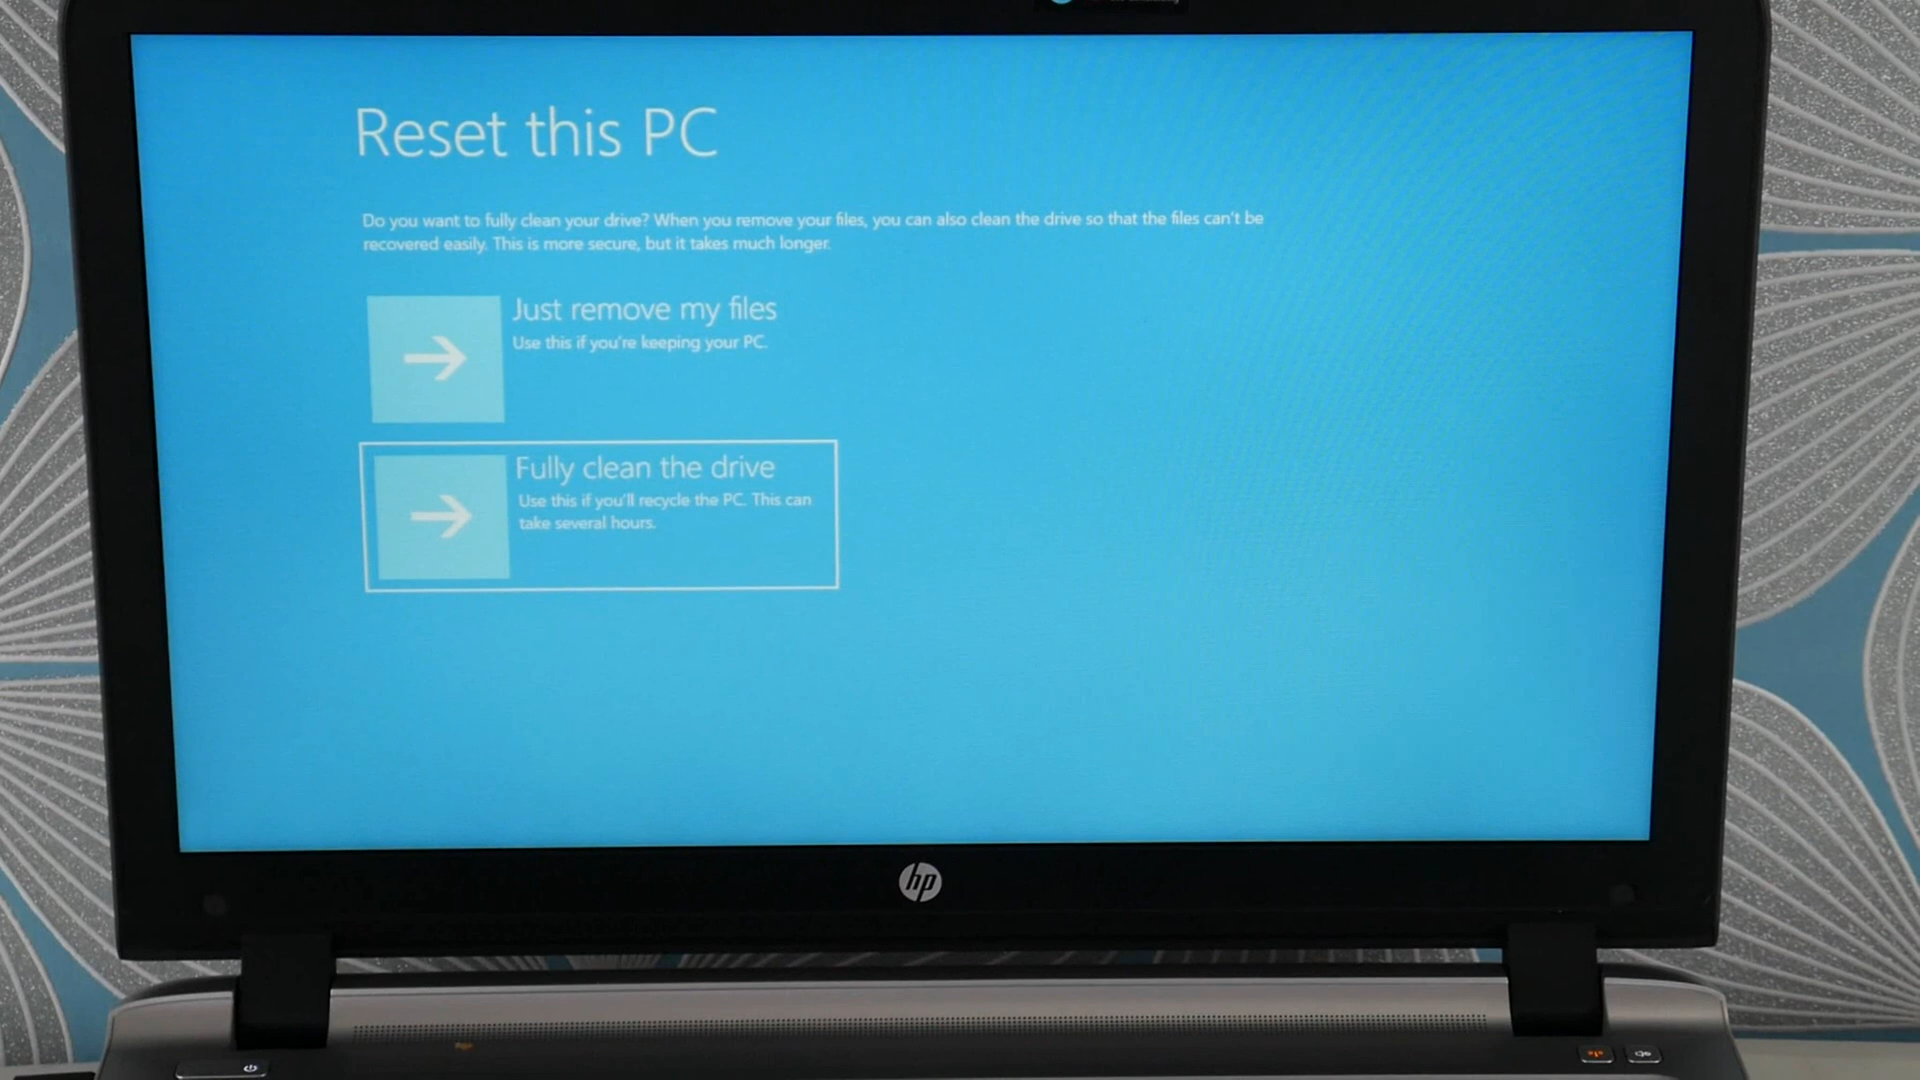 Reset this PC
Do you want to fully clean your drive? When you remove your files, you can also clean the drive so that the files can't be
recovered easily. This is more secure, but it takes much longer.
Just remove my files
Use this if you're keeping your PC.
Fully clean the drive
Use this if you'll recycle the PC. This can
take several hours.
hp